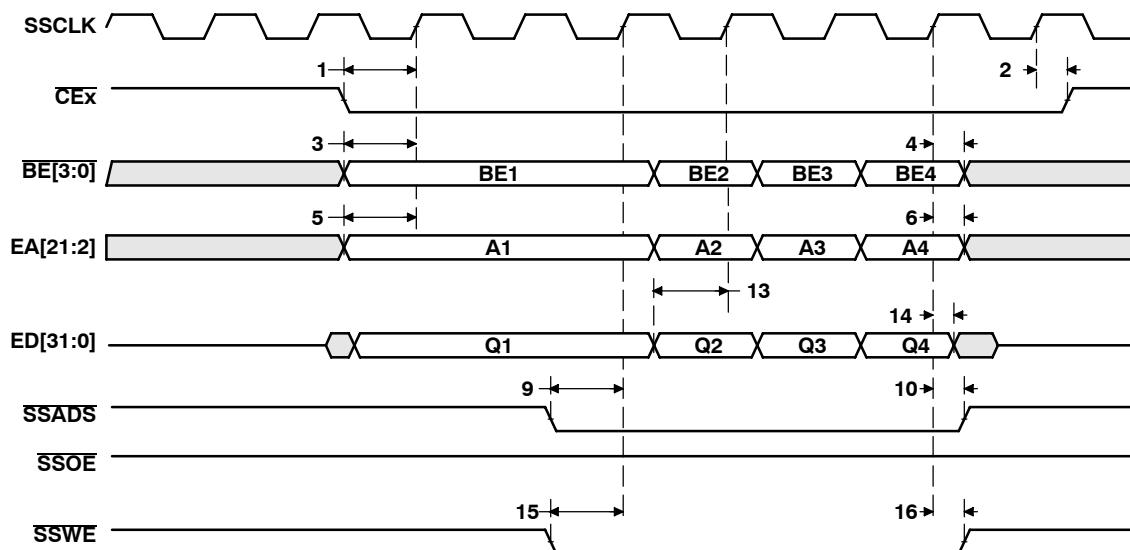 SSCLK
1
2
CEx
3
4
BE[3:0]
BE1
BE2
BE3
BE4
5
6
EA[21:2]
A1
A2
A3
A4
13
14
ED[31:0]
Q1
Q2
Q3
Q4
9
10
SSADS
SSOE
15
16
SSWE